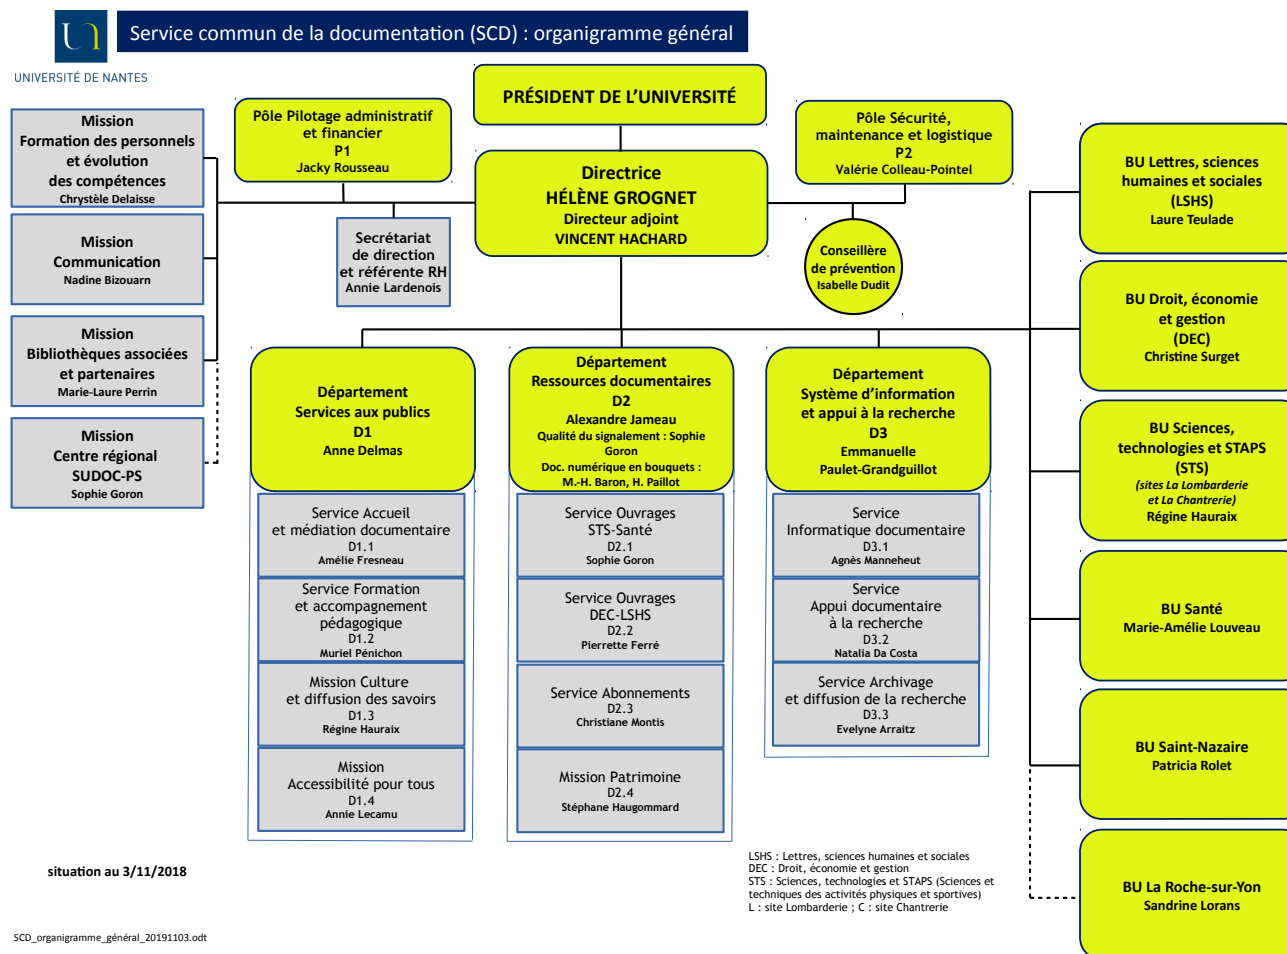 Service commun de la documentation (SCD) : organigramme général
UNIVERSITÉ DE NANTES
PRÉSIDENT DE L'UNIVERSITÉ
Pôle Pilotage administratif
et financier
P1
Jacky Rousseau
Pôle Sécurité,
maintenance et logistique
P2
Valérie Colleau-Pointel
Directrice
HÉLÈNE GROGNET
Directeur adjoint
VINCENT HACHARD
Secrétariat
de direction
et référente RH
Annie Lardenois
Conseillère
de prévention
Isabelle Dudit
Mission
Formation des personnels
et évolution
des compétences
Chrystèle Delaisse
Mission
Communication
Nadine Bizouarn
Mission
Bibliothèques associées
et partenaires
Marie-Laure Perrin
Mission
Centre régional
SUDOC-PS
Sophie Goron
Département
Services aux publics
D1
Anne Delmas
Service Accueil
et médiation documentaire
D1.1
Amélie Fresneau
Service Formation
et accompagnement
pédagogique
D1.2
Muriel Pénichon
Mission Culture
et diffusion des savoirs
D1.3
Régine Hauraix
Mission
Accessibilité pour tous
D1.4
Annie Lecamu
Département
Ressources documentaires
D2
Alexandre Jameau
Qualité du signalement : Sophie
Goron
Doc. numérique en bouquets :
M.-H. Baron, H. Paillot
Service Ouvrages
STS-Santé
D2.1
Sophie Goron
Service Ouvrages
DEC-LSHS
D2.2
Pierrette Ferré
Service Abonnements
D2.3
Christiane Montis
Mission Patrimoine
D2.4
Stéphane Haugommard
Département
Système d'information
et appui à la recherche
D3
Emmanuelle
Paulet-Grandguillot
Service
Informatique documentaire
D3.1
Agnès Manneheut
Service
Appui documentaire
à la recherche
D3.2
Natalia Da Costa
Service Archivage
et diffusion de la recherche
D3.3
Evelyne Arraitz
BU Lettres, sciences
humaines et sociales
(LSHS)
Laure Teulade
BU Droit, économie
et gestion
(DEC)
Christine Surget
BU Sciences,
technologies et STAPS
(STS)
(sites La Lombarderie
et La Chantrerie)
Régine Hauraix
BU Santé
Marie-Amélie Louveau
BU Saint-Nazaire
Patricia Rolet
BU La Roche-sur-Yon
Sandrine Lorans
LSHS : Lettres, sciences humaines et sociales
DEC : Droit, économie et gestion
STS : Sciences, technologies et STAPS (Sciences et
techniques des activités physiques et sportives)
L : site Lombarderie ; C : site Chantrerie
situation au 3/11/2018
SCD_organigramme_général_20191103.odt